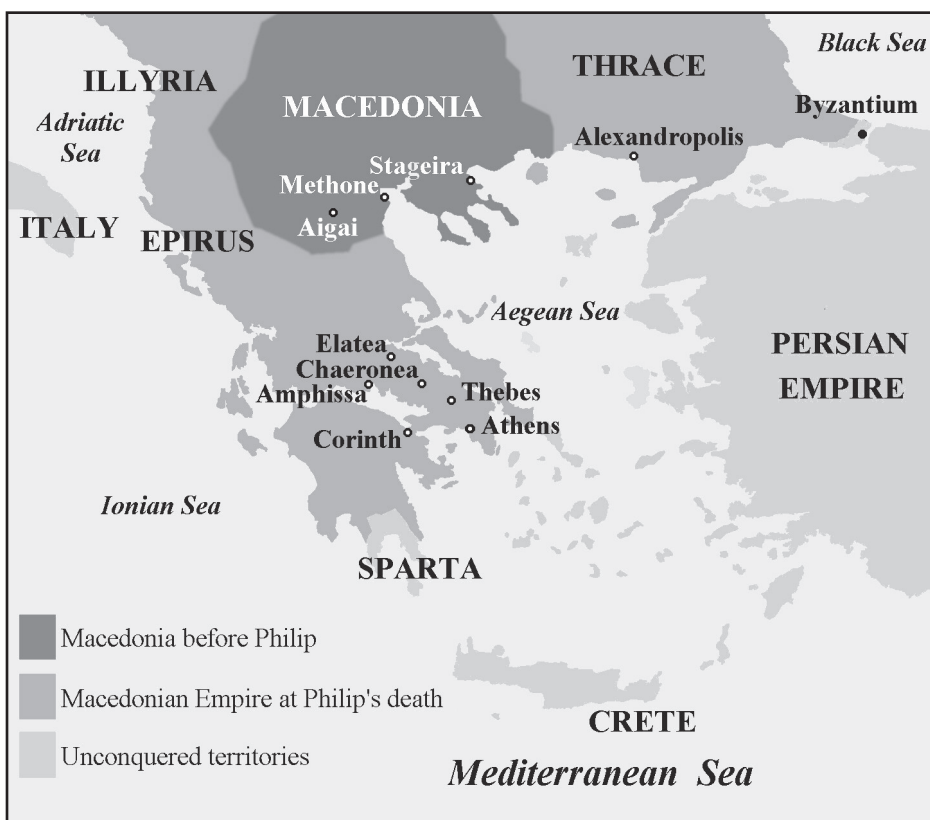 Black Sea
THRACE
ILLYRIA
MACEDONIA
Byzantium
Adriatic
Sea
Alexandropolis
Stageira
Methone
Aigai
ITALY
EPIRUS
Aegean Sea
PERSIAN
EMPIRE
Elatea
Chaeronea
Amphissa
Thebes
Athens
Corinth
Ionian Sea
SPARTA
Macedonia before Philip
Macedonian Empire at Philip's death
Unconquered territories
CRETE
Mediterranean Sea